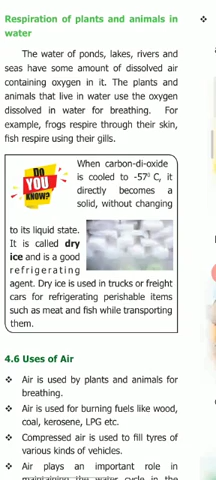 Respiration of plants and animals in
water
The water of ponds, lakes, rivers and
seas have some amount of dissolved air
containing oxygen in it. The plants and
animals that live in water use the oxygen
dissolved in water for breathing. For
example, frogs respire through their skin,
fish respire using their gills.
DO
YOU
KNOW?
When carbon-di-oxide
is cooled to -57⁰ C, it
directly becomes a
solid, without changing
to its liquid state.
It is called dry
ice and is a good
refrigerating
agent. Dry ice is used in trucks or freight
cars for refrigerating perishable items
such as meat and fish while transporting
them.
4.6 Uses of Air
❖ Air is used by plants and animals for
breathing.
❖ Air is used for burning fuels like wood,
coal, kerosene, LPG etc.
❖ Compressed air is used to fill tyres of
various kinds of vehicles.
❖ Air plays an important role in
maintaining the water cycle in the